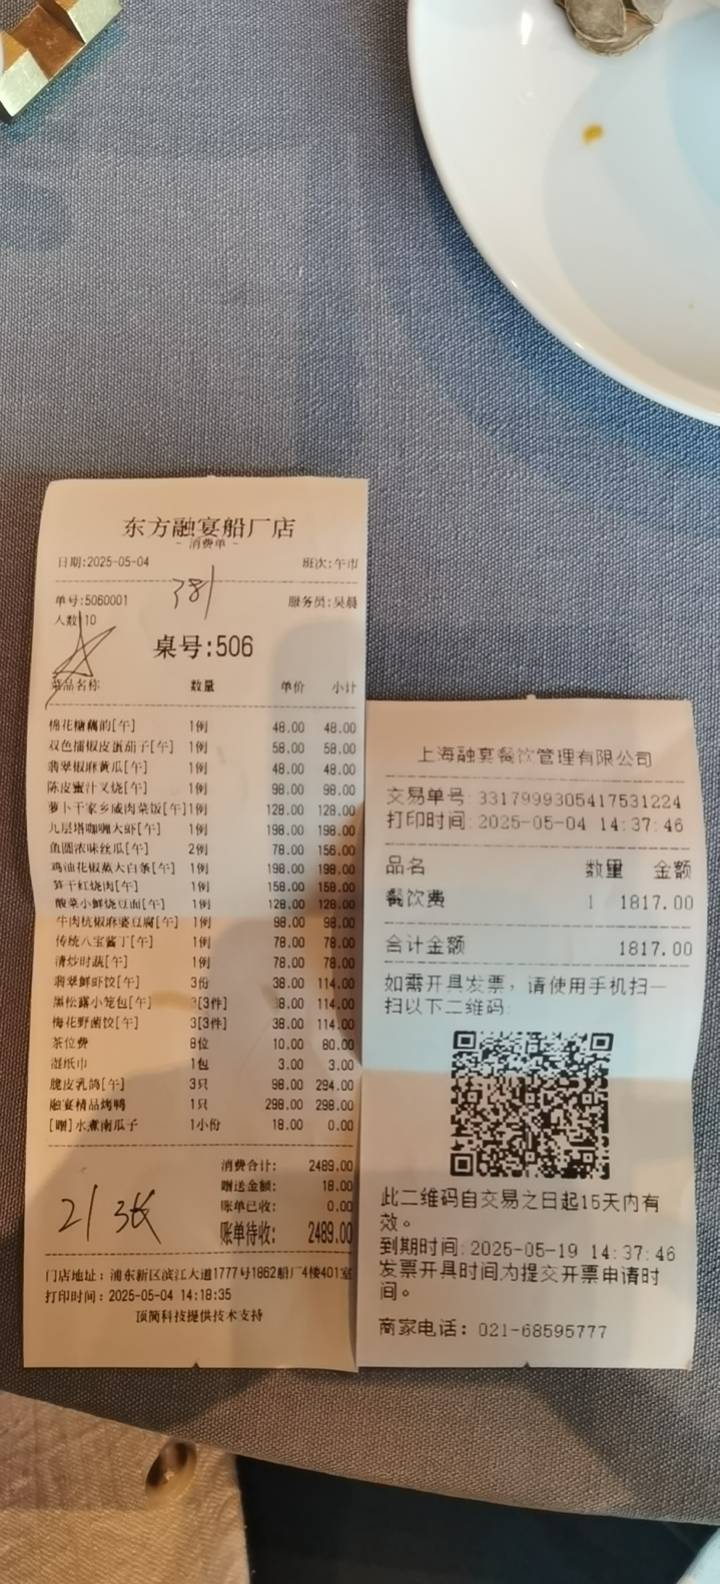 东方融宴船厂店
- 消费单 -
日期:2025-05-04 班次:午市
381
单号:5060001 服务员:吴晨
人数:10
桌号:506
菜品名称 数量 单价 小计
棉花糖藕韵[午] 1例 48.00 48.00
双色擂椒皮蛋茄子[午] 1例 58.00 58.00
翡翠椒麻黄瓜[午] 1例 48.00 48.00
陈皮蜜汁叉烧[午] 1例 98.00 98.00
萝卜干家乡咸肉菜饭[午]1例 128.00 128.00
九层塔咖喱大虾[午] 1例 198.00 198.00
鱼圆浓味丝瓜[午] 2例 78.00 156.00
鸡油花椒蒸大白条[午] 1例 198.00 198.00
笋干红烧肉[午] 1例 158.00 158.00
酸菜小鲜烧豆面[午] 1例 128.00 128.00
牛肉杭椒麻婆豆腐[午] 1例 98.00 98.00
传统八宝酱丁[午] 1例 78.00 78.00
清炒时蔬[午] 1例 78.00 78.00
翡翠鲜虾饺[午] 3份 38.00 114.00
黑松露小笼包[午] 3[3件] 38.00 114.00
梅花野菌饺[午] 3[3件] 38.00 114.00
茶位费 8位 10.00 80.00
湿纸巾 1包 3.00 3.00
脆皮乳鸽[午] 3只 98.00 294.00
融宴精品烤鸭 1只 298.00 298.00
[赠]水煮南瓜子 1小份 18.00 0.00
消费合计: 2489.00
赠送金额: 18.00
账单已收: 0.00
账单待收: 2489.00
21 3张
门店地址：浦东新区滨江大道1777号1862船厂4楼401室
打印时间：2025-05-04 14:18:35
顶简科技提供技术支持
上海融宴餐饮管理有限公司
交易单号:3317999305417531224
打印时间:2025-05-04 14:37:46
品名 数量 金额
餐饮费 1 1817.00
合计金额 1817.00
如需开具发票，请使用手机扫一
扫以下二维码:
此二维码自交易之日起15天内有
效。
到期时间:2025-05-19 14:37:46
发票开具时间为提交开票申请时
间。
商家电话：021-68595777